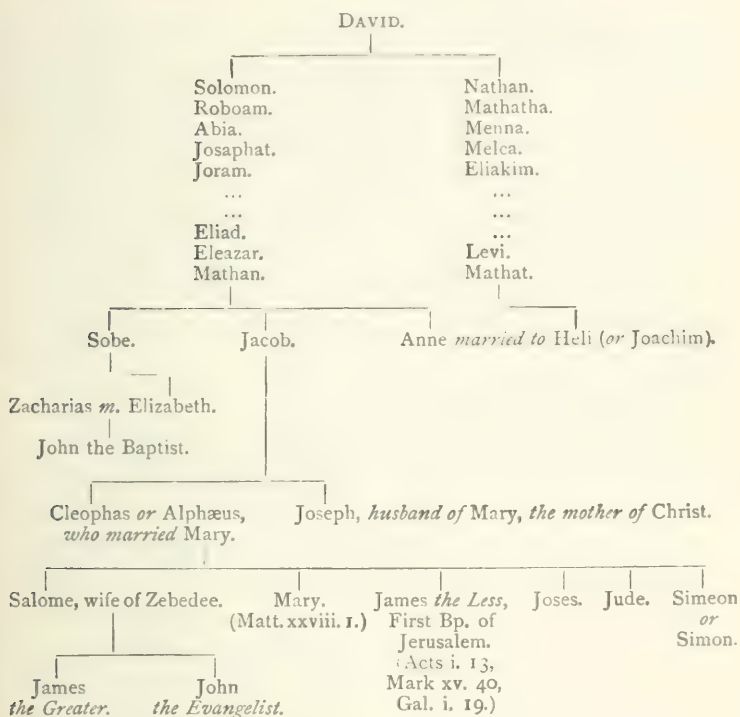 DAVID.
Solomon. Nathan.
Roboam. Mathatha.
Abia. Menna.
Josaphat. Melca.
Joram. Eliakim.
... ...
... ...
Eliad. ...
Eleazar. Levi.
Mathan. Mathat.
Sobe. Jacob. Anne married to Heli (or Joachim).
Zacharias m. Elizabeth.
John the Baptist.
Cleophas or Alphæus, Joseph, husband of Mary, the mother of Christ.
who married Mary.
Salome, wife of Zebedee. Mary. James the Less, Joses. Jude. Simeon
(Matt. xxviii. 1.) First Bp. of or
Jerusalem. Simon.
(Acts i. 13,
James John Mark xv. 40,
the Greater. the Evangelist. Gal. i. 19.)